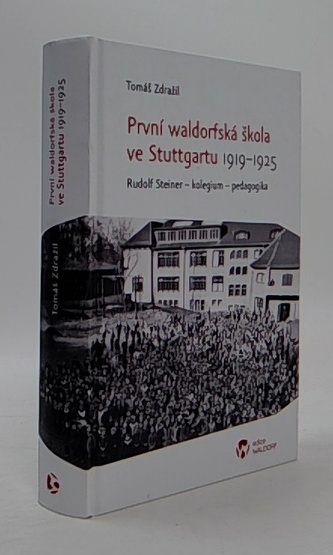 Tomáš Zdražil
První waldorfská škola
ve Stuttgartu 1919–1925
Rudolf Steiner – kolegium – pedagogika
edice
WALDORF
První waldorfská škola
ve Stuttgartu 1919–1925
Tomáš Zdražil